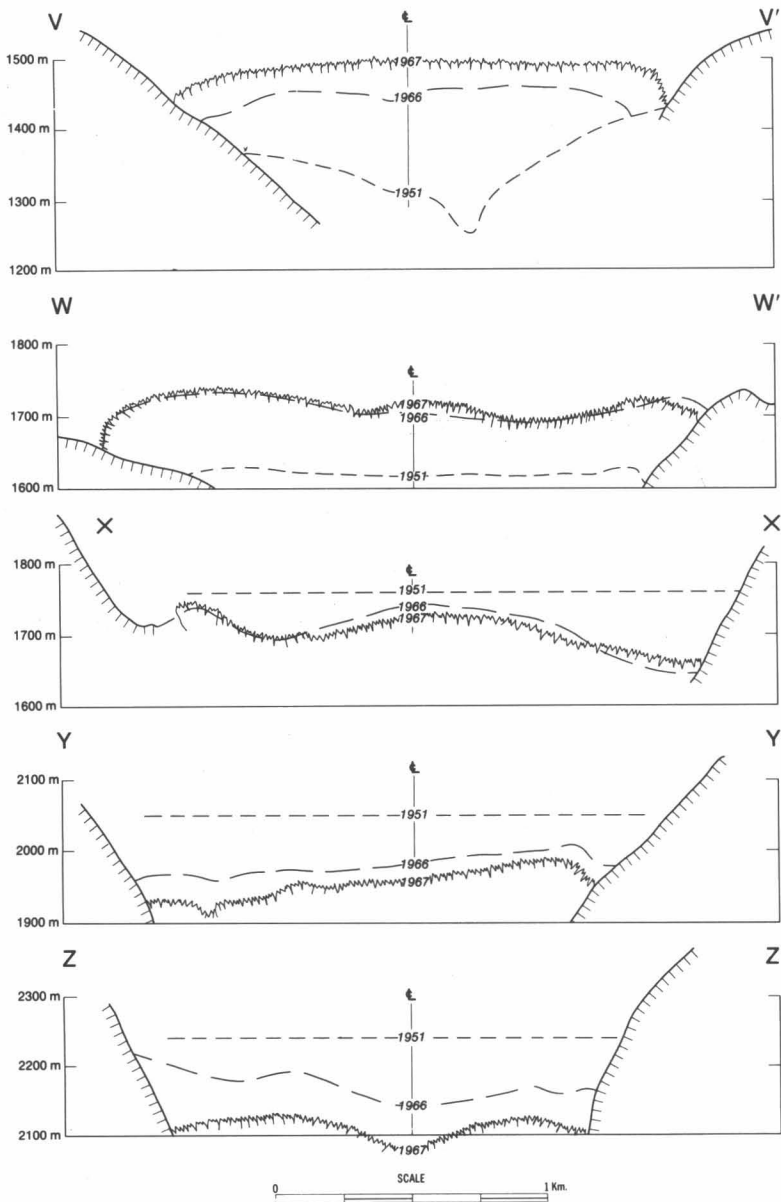 V V'
℄
1500 m
1967
1966
1400 m
1951
1300 m
1200 m
W W'
1800 m
℄
1967
1700 m
1966
1951
1600 m
X X
℄
1800 m
1951
1966
1967
1700 m
1600 m
Y Y
℄
2100 m
1951
2000 m
1966
1967
1900 m
Z Z
℄
2300 m
1951
2200 m
1966
2100 m
1967
SCALE
0 1 Km.